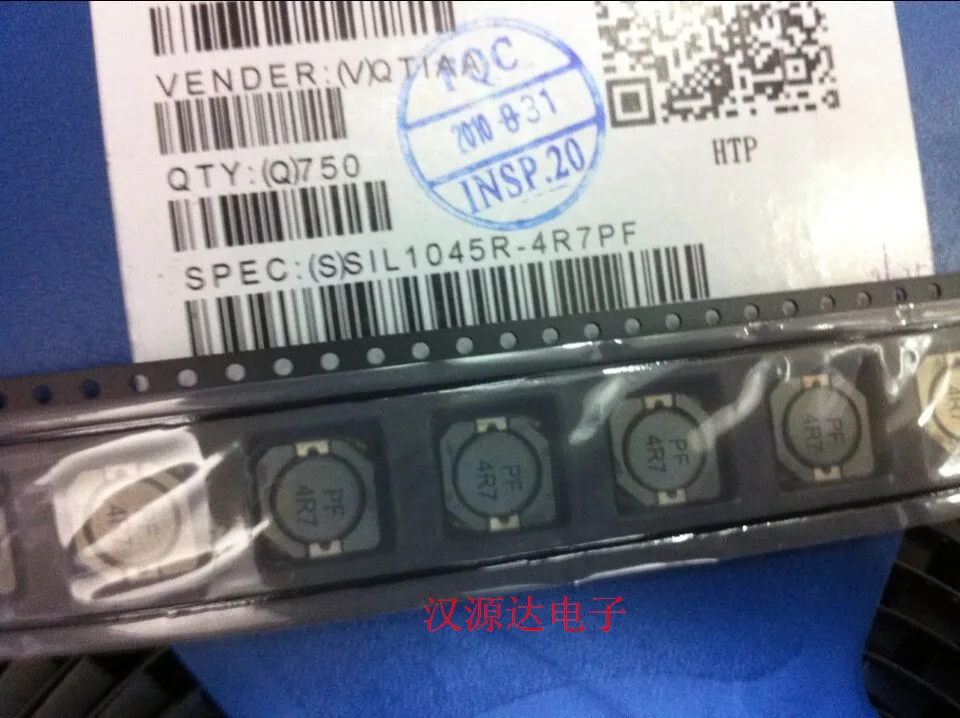 VENDER:(V)QTIAA
IQC
2010-8-31
INSP.20
HTP
QTY:(Q)750
SPEC:(S)SIL1045R-4R7PF
PF
4R7
PF
4R7
PF
4R7
PF
4R7
4R7
汉源达电子